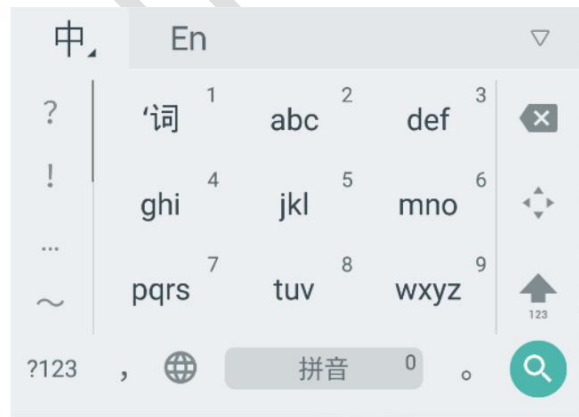 中 En
? '词 1 abc 2 def 3
! ghi 4 jkl 5 mno 6
…
~ pqrs 7 tuv 8 wxyz 9
123
?123 , 拼音 0 。